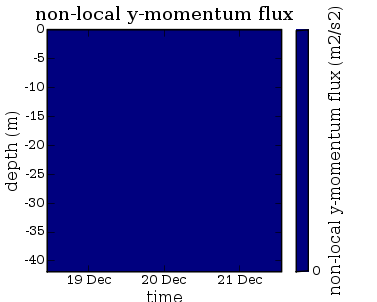 non-local y-momentum flux
0
-5
-10
-15
-20
-25
-30
-35
-40
depth (m)
19 Dec 20 Dec 21 Dec
time
0
non-local y-momentum flux (m2/s2)